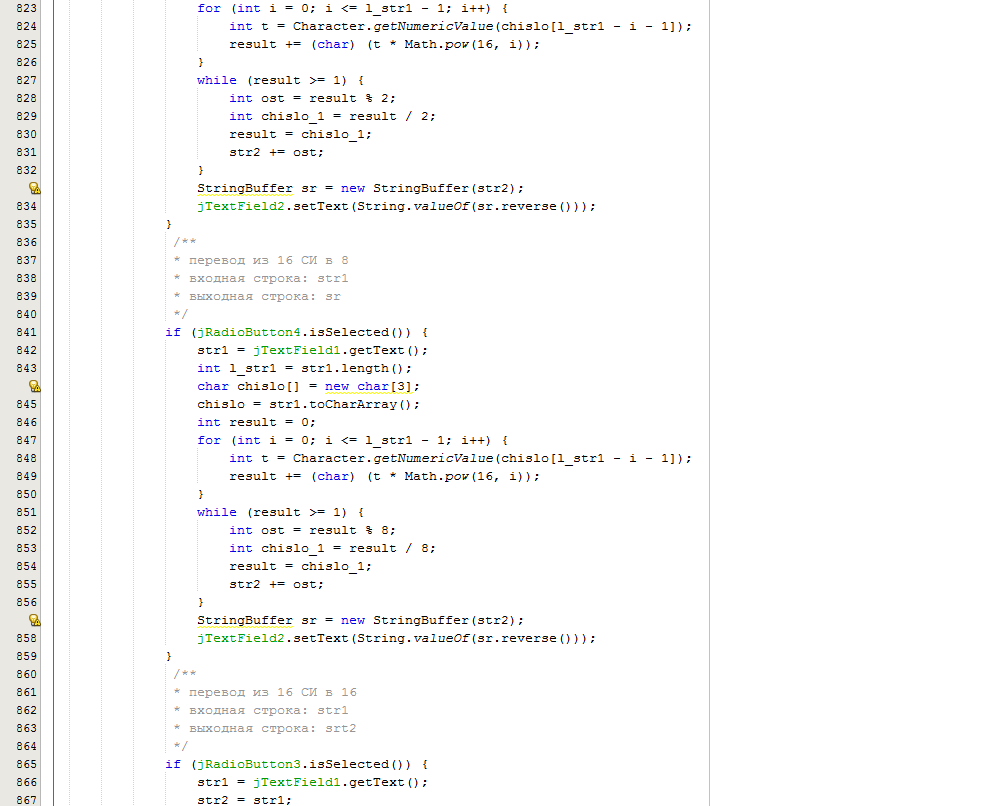 823 for (int i = 0; i <= l_str1 - 1; i++) {
824 int t = Character.getNumericValue(chislo[l_str1 - i - 1]);
825 result += (char) (t * Math.pow(16, i));
826 }
827 while (result >= 1) {
828 int ost = result % 2;
829 int chislo_1 = result / 2;
830 result = chislo_1;
831 str2 += ost;
832 }
StringBuffer sr = new StringBuffer(str2);
834 jTextField2.setText(String.valueOf(sr.reverse()));
835 }
836 /**
837 * перевод из 16 СИ в 8
838 * входная строка: str1
839 * выходная строка: sr
840 */
841 if (jRadioButton4.isSelected()) {
842 str1 = jTextField1.getText();
843 int l_str1 = str1.length();
char chislo[] = new char[3];
845 chislo = str1.toCharArray();
846 int result = 0;
847 for (int i = 0; i <= l_str1 - 1; i++) {
848 int t = Character.getNumericValue(chislo[l_str1 - i - 1]);
849 result += (char) (t * Math.pow(16, i));
850 }
851 while (result >= 1) {
852 int ost = result % 8;
853 int chislo_1 = result / 8;
854 result = chislo_1;
855 str2 += ost;
856 }
StringBuffer sr = new StringBuffer(str2);
858 jTextField2.setText(String.valueOf(sr.reverse()));
859 }
860 /**
861 * перевод из 16 СИ в 16
862 * входная строка: str1
863 * выходная строка: srt2
864 */
865 if (jRadioButton3.isSelected()) {
866 str1 = jTextField1.getText();
867 str2 = str1;